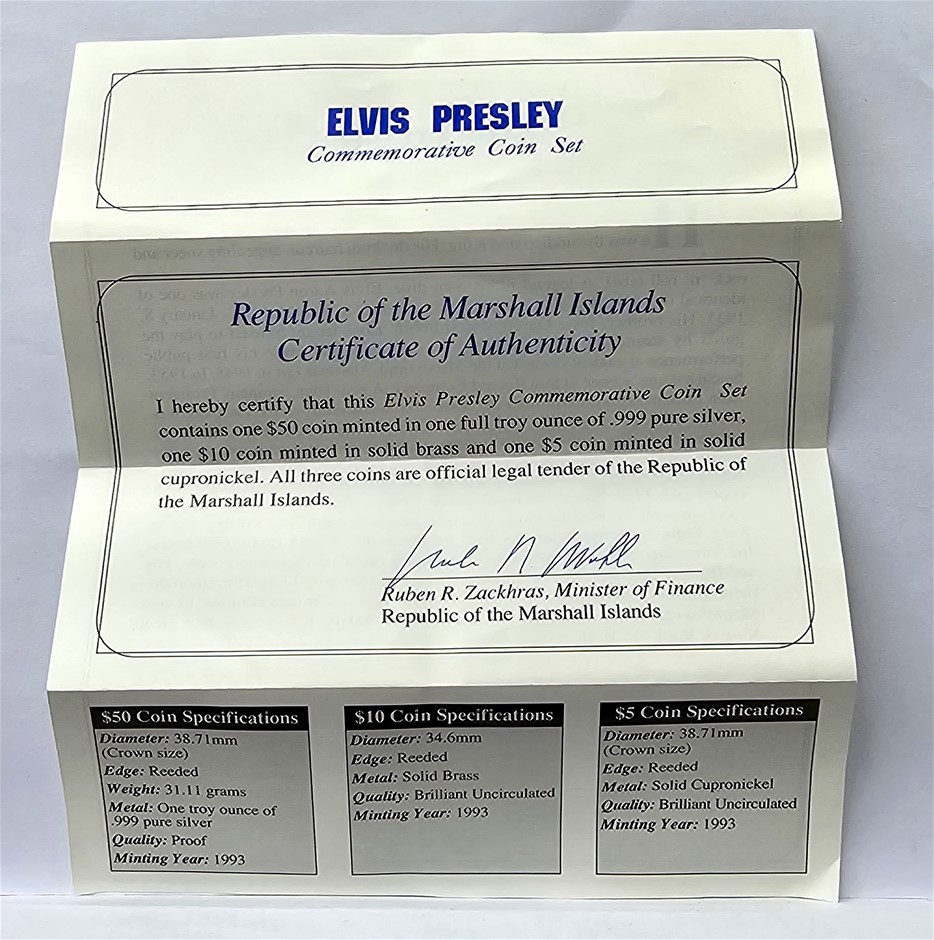 ELVIS PRESLEY
Commemorative Coin Set
Republic of the Marshall Islands
Certificate of Authenticity
I hereby certify that this Elvis Presley Commemorative Coin Set
contains one $50 coin minted in one full troy ounce of .999 pure silver,
one $10 coin minted in solid brass and one $5 coin minted in solid
cupronickel. All three coins are official legal tender of the Republic of
the Marshall Islands.
Ruben R. Zackhras, Minister of Finance
Republic of the Marshall Islands
$50 Coin Specifications
Diameter: 38.71mm
(Crown size)
Edge: Reeded
Weight: 31.11 grams
Metal: One troy ounce of
.999 pure silver
Quality: Proof
Minting Year: 1993
$10 Coin Specifications
Diameter: 34.6mm
Edge: Reeded
Metal: Solid Brass
Quality: Brilliant Uncirculated
Minting Year: 1993
$5 Coin Specifications
Diameter: 38.71mm
(Crown size)
Edge: Reeded
Metal: Solid Cupronickel
Quality: Brilliant Uncirculated
Minting Year: 1993